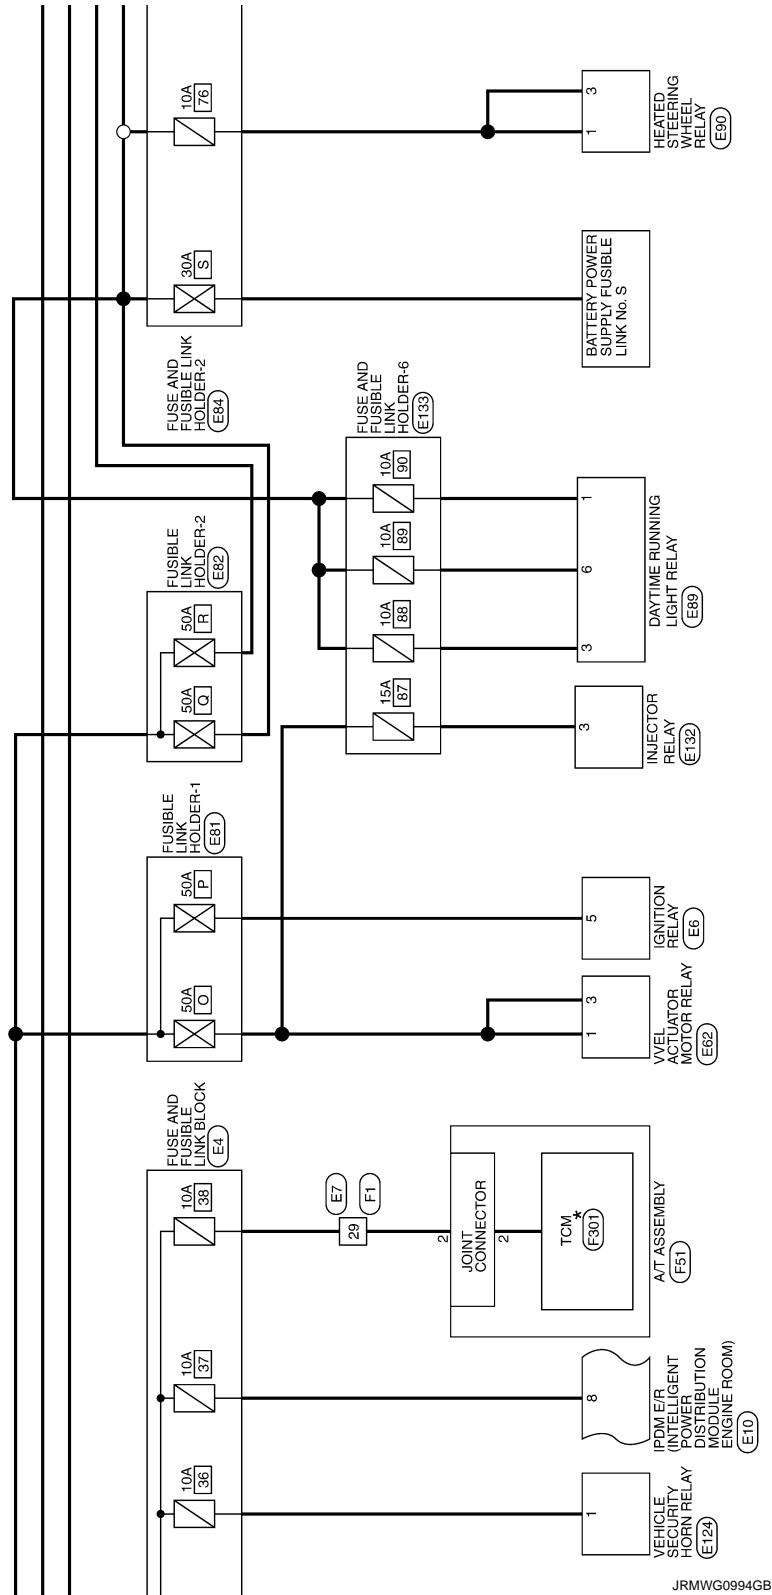 10A
76
3
1
HEATED
STEERING
WHEEL
RELAY
E90
30A
S
BATTERY POWER
SUPPLY FUSIBLE
LINK No. S
FUSE AND
FUSIBLE LINK
HOLDER-2
E84
FUSE AND
FUSIBLE
LINK
HOLDER-6
E133
10A
90
1
10A
89
6
10A
88
3
DAYTIME RUNNING
LIGHT RELAY
E89
15A
87
3
INJECTOR
RELAY
E132
FUSIBLE
LINK
HOLDER-2
E82
50A
R
50A
Q
FUSIBLE
LINK
HOLDER-1
E81
50A
P
5
IGNITION
RELAY
E6
50A
O
3
1
VVEL
ACTUATOR
MOTOR RELAY
E62
FUSE AND
FUSIBLE
LINK BLOCK
E4
10A
38
E7
29
F1
2
JOINT
CONNECTOR
2
TCM*
F301
A/T ASSEMBLY
F51
10A
37
8
IPDM E/R
(INTELLIGENT
POWER
DISTRIBUTION
MODULE
ENGINE ROOM)
E10
10A
36
1
VEHICLE
SECURITY
HORN RELAY
E124
JRMWG0994GB